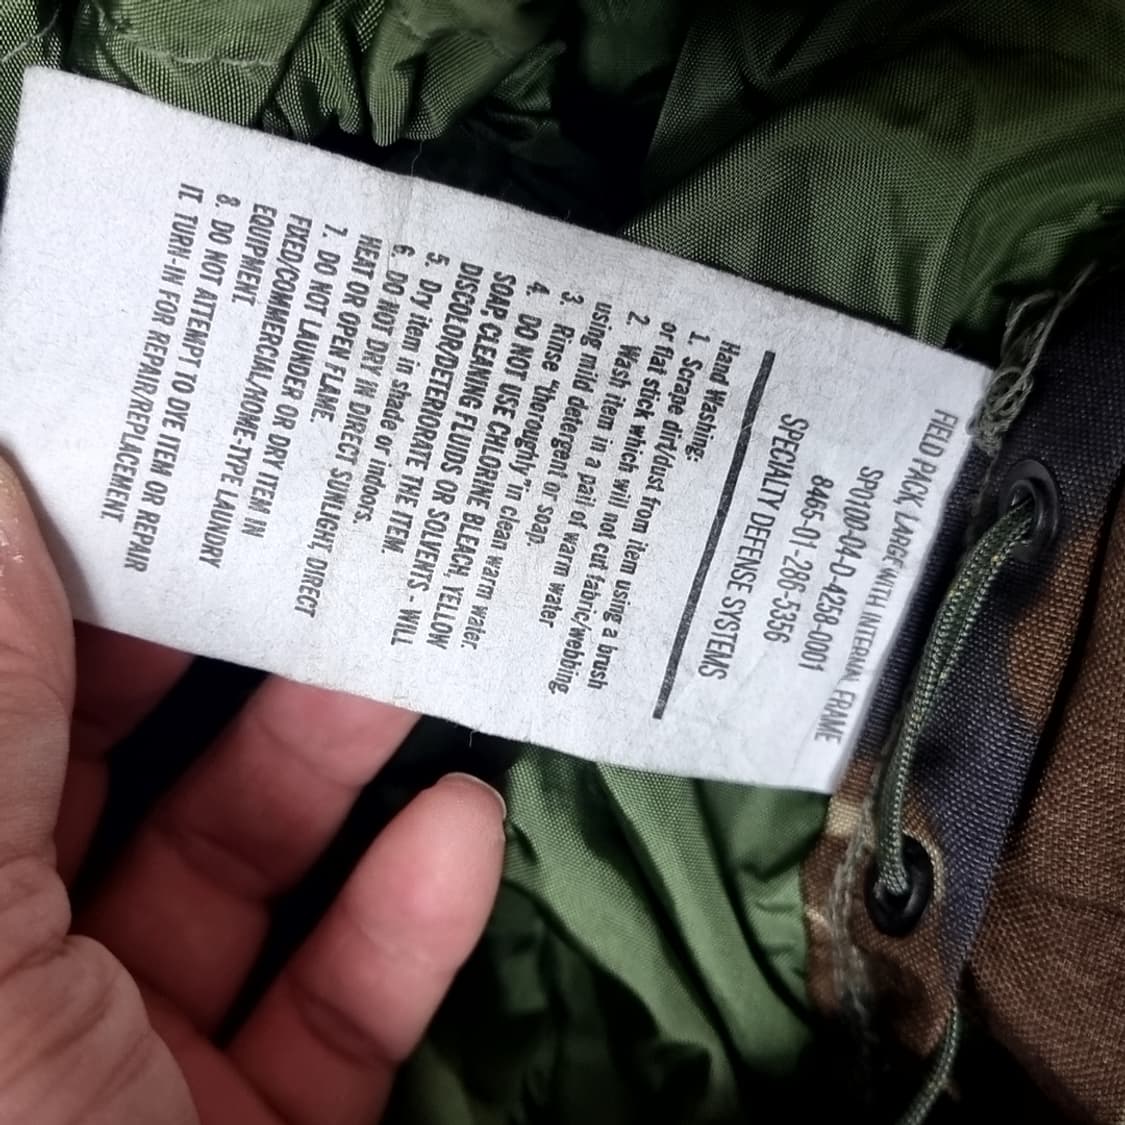 FIELD PACK, LARGE WITH INTERNAL FRAME
SP0100-04-D-4258-0001
8465-01-286-5356
SPECIALTY DEFENSE SYSTEMS
Hand Washing:
1. Scrape dirt/dust from item using a brush
or flat stick which will not cut fabric/webbing.
2. Wash item in a pail of warm water
using mild detergent or soap.
3. Rinse "thoroughly" in clean warm water.
4. DO NOT USE CHLORINE BLEACH, YELLOW
SOAP, CLEANING FLUIDS OR SOLVENTS - WILL
DISCOLOR/DETERIORATE THE ITEM.
5. Dry item in shade or indoors.
6. DO NOT DRY IN DIRECT SUNLIGHT, DIRECT
HEAT OR OPEN FLAME.
7. DO NOT LAUNDER OR DRY ITEM IN
FIXED/COMMERCIAL/HOME-TYPE LAUNDRY
EQUIPMENT.
8. DO NOT ATTEMPT TO DYE ITEM OR REPAIR
IT. TURN-IN FOR REPAIR/REPLACEMENT.